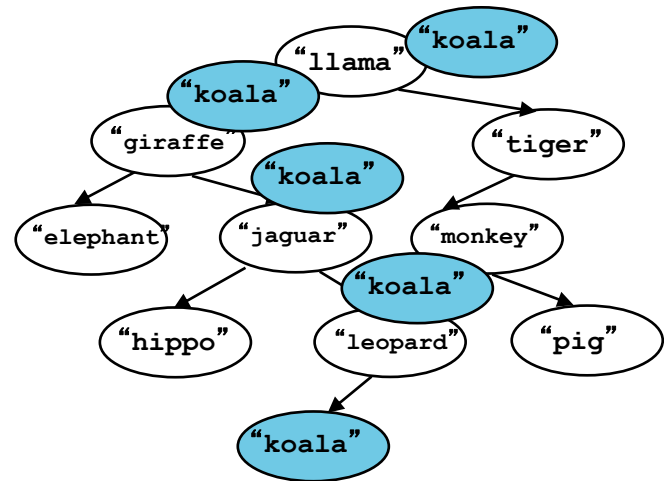 “koala”
“llama”
“koala”
“giraffe”
“tiger”
“koala”
“elephant”
“jaguar”
“monkey”
“koala”
“hippo”
“leopard”
“pig”
“koala”